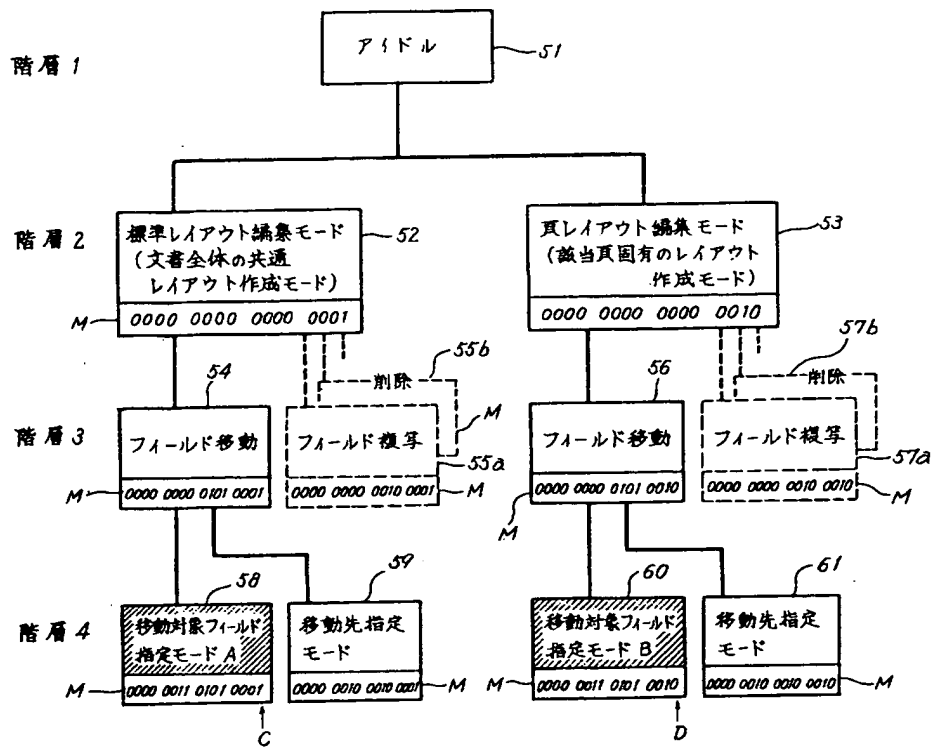 アイドル
51
階層1
階層2
標準レイアウト編集モード
(文書全体の共通
レイアウト作成モード)
52
M
0000 0000 0000 0001
頁レイアウト編集モード
(該当頁固有のレイアウト
作成モード)
53
0000 0000 0000 0010
階層3
54
フィールド移動
M
0000 0000 0101 0001
55b
削除
M
フィールド複写
55a
0000 0000 0010 0001
M
56
フィールド移動
M
0000 0000 0101 0010
57b
削除
フィールド複写
57a
0000 0000 0010 0010
M
階層4
58
移動対象フィールド
指定モード A
M
0000 0011 0101 0001
C
59
移動先指定
モード
0000 0010 0010 0001
M
60
移動対象フィールド
指定モード B
M
0000 0011 0101 0010
D
61
移動先指定
モード
0000 0010 0010 0010
M